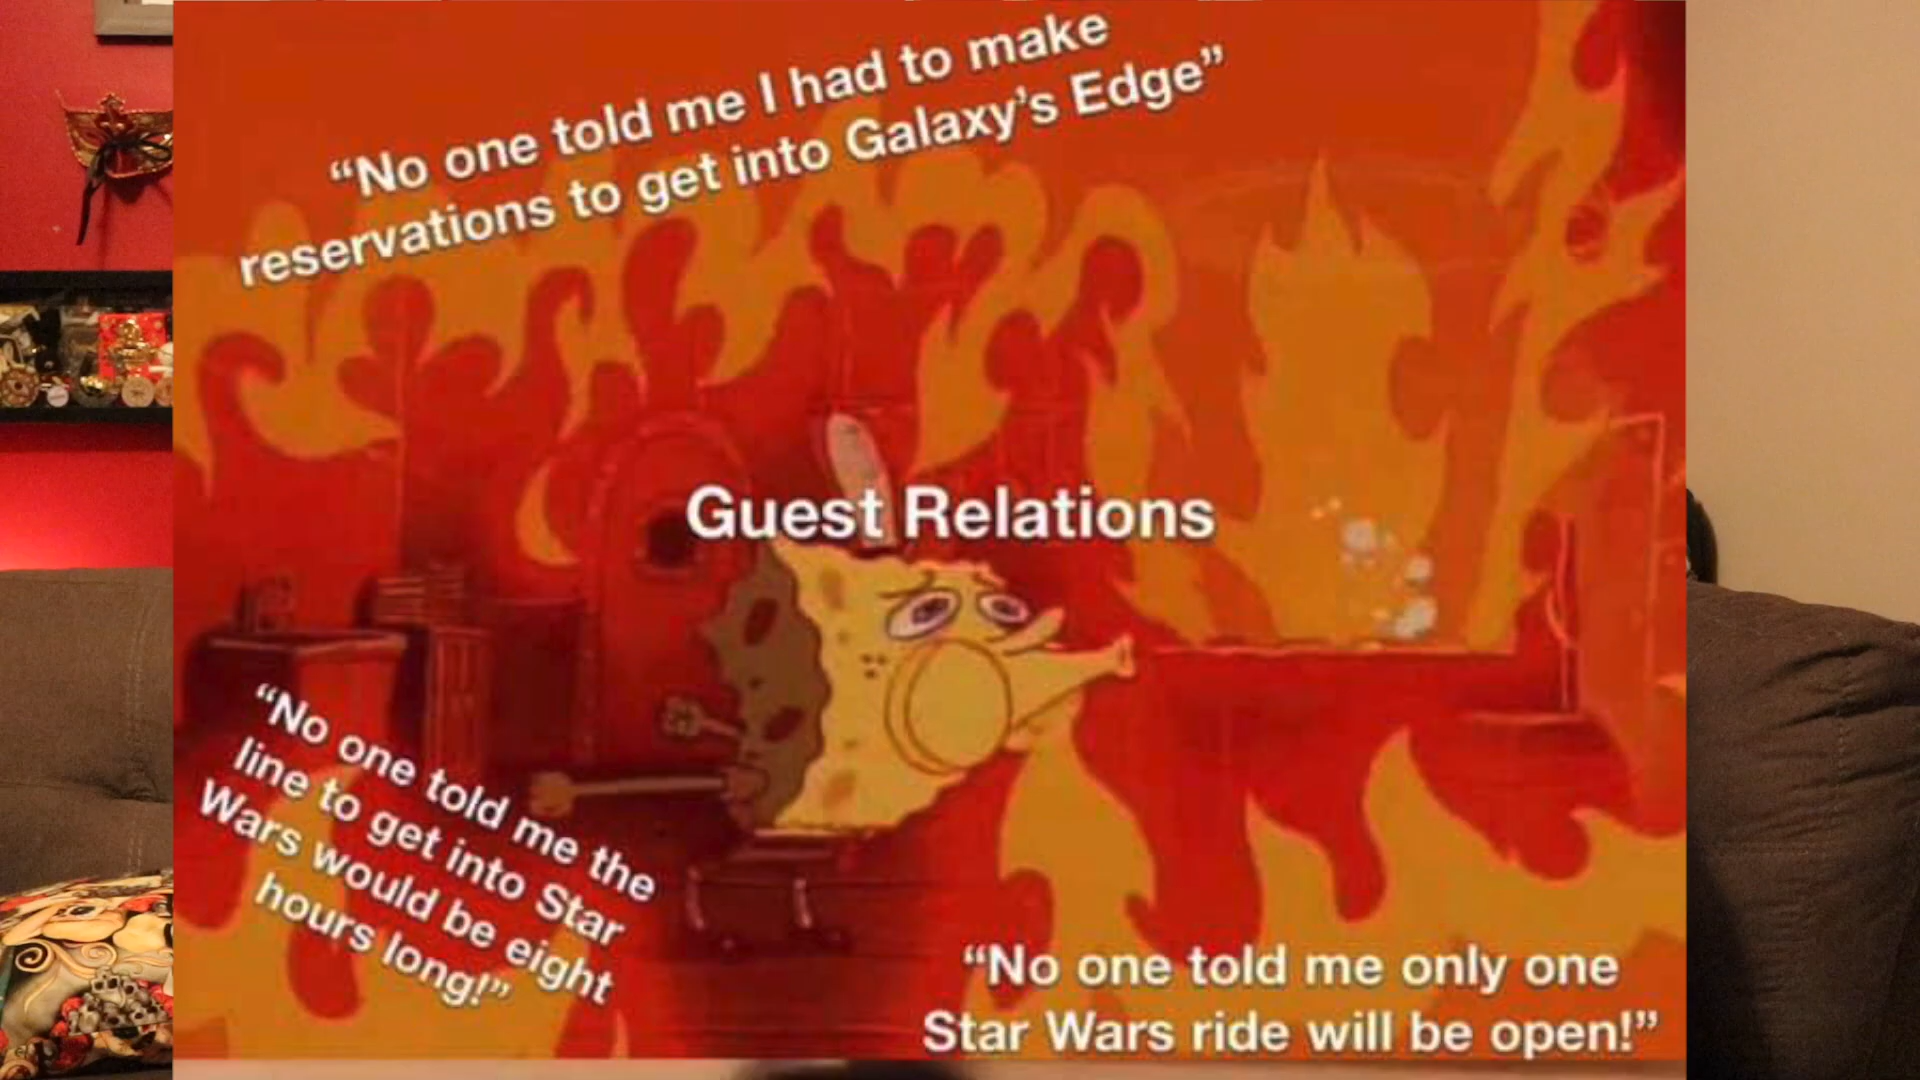 “No one told me I had to make
reservations to get into Galaxy’s Edge”
Guest Relations
“No one told me the
line to get into Star
Wars would be eight
hours long!”
“No one told me only one
Star Wars ride will be open!”